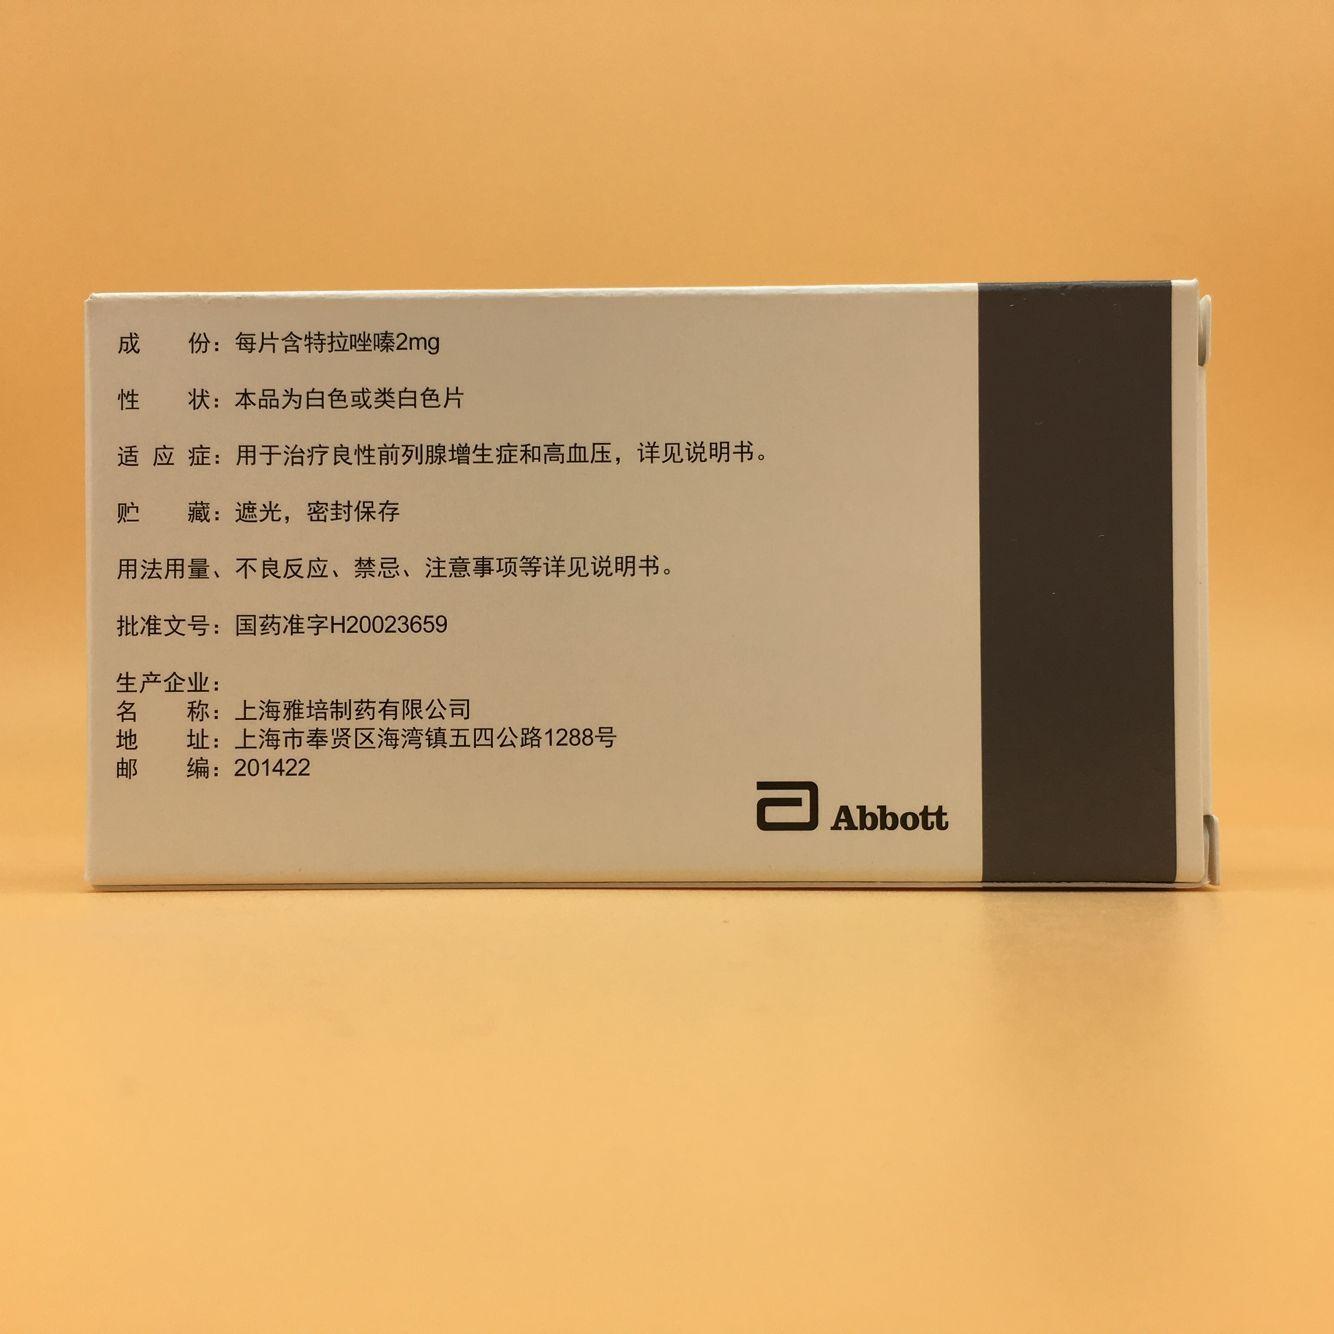 成 份：每片含特拉唑嗪2mg
性 状：本品为白色或类白色片
适 应 症：用于治疗良性前列腺增生症和高血压，详见说明书。
贮 藏：遮光，密封保存
用法用量、不良反应、禁忌、注意事项等详见说明书。
批准文号：国药准字H20023659
生产企业：
名 称：上海雅培制药有限公司
地 址：上海市奉贤区海湾镇五四公路1288号
邮 编：201422
Abbott